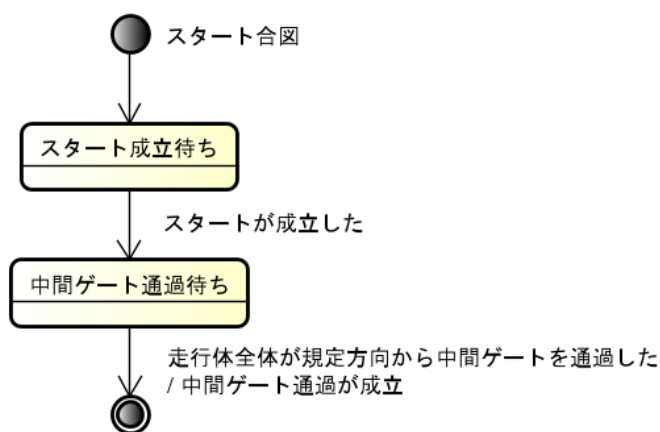 スタート合図
スタート成立待ち
スタートが成立した
中間ゲート通過待ち
走行体全体が規定方向から中間ゲートを通過した
/ 中間ゲート通過が成立